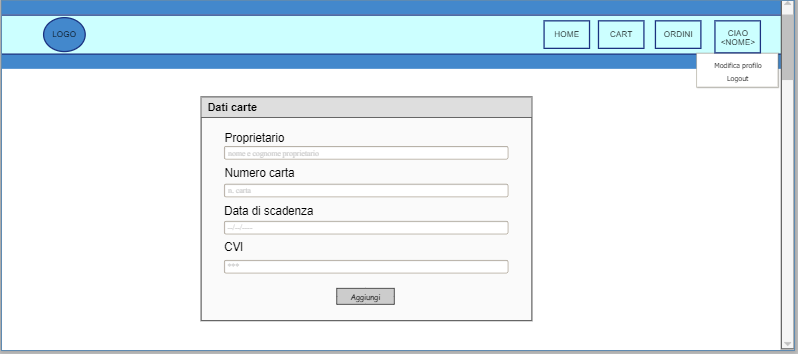 LOGO
HOME
CART
ORDINI
CIAO
<NOME>
Modifica profilo
Logout
Dati carte
Proprietario
nome e cognome proprietario
Numero carta
n. carta
Data di scadenza
--/--/----
CVI
***
Aggiungi